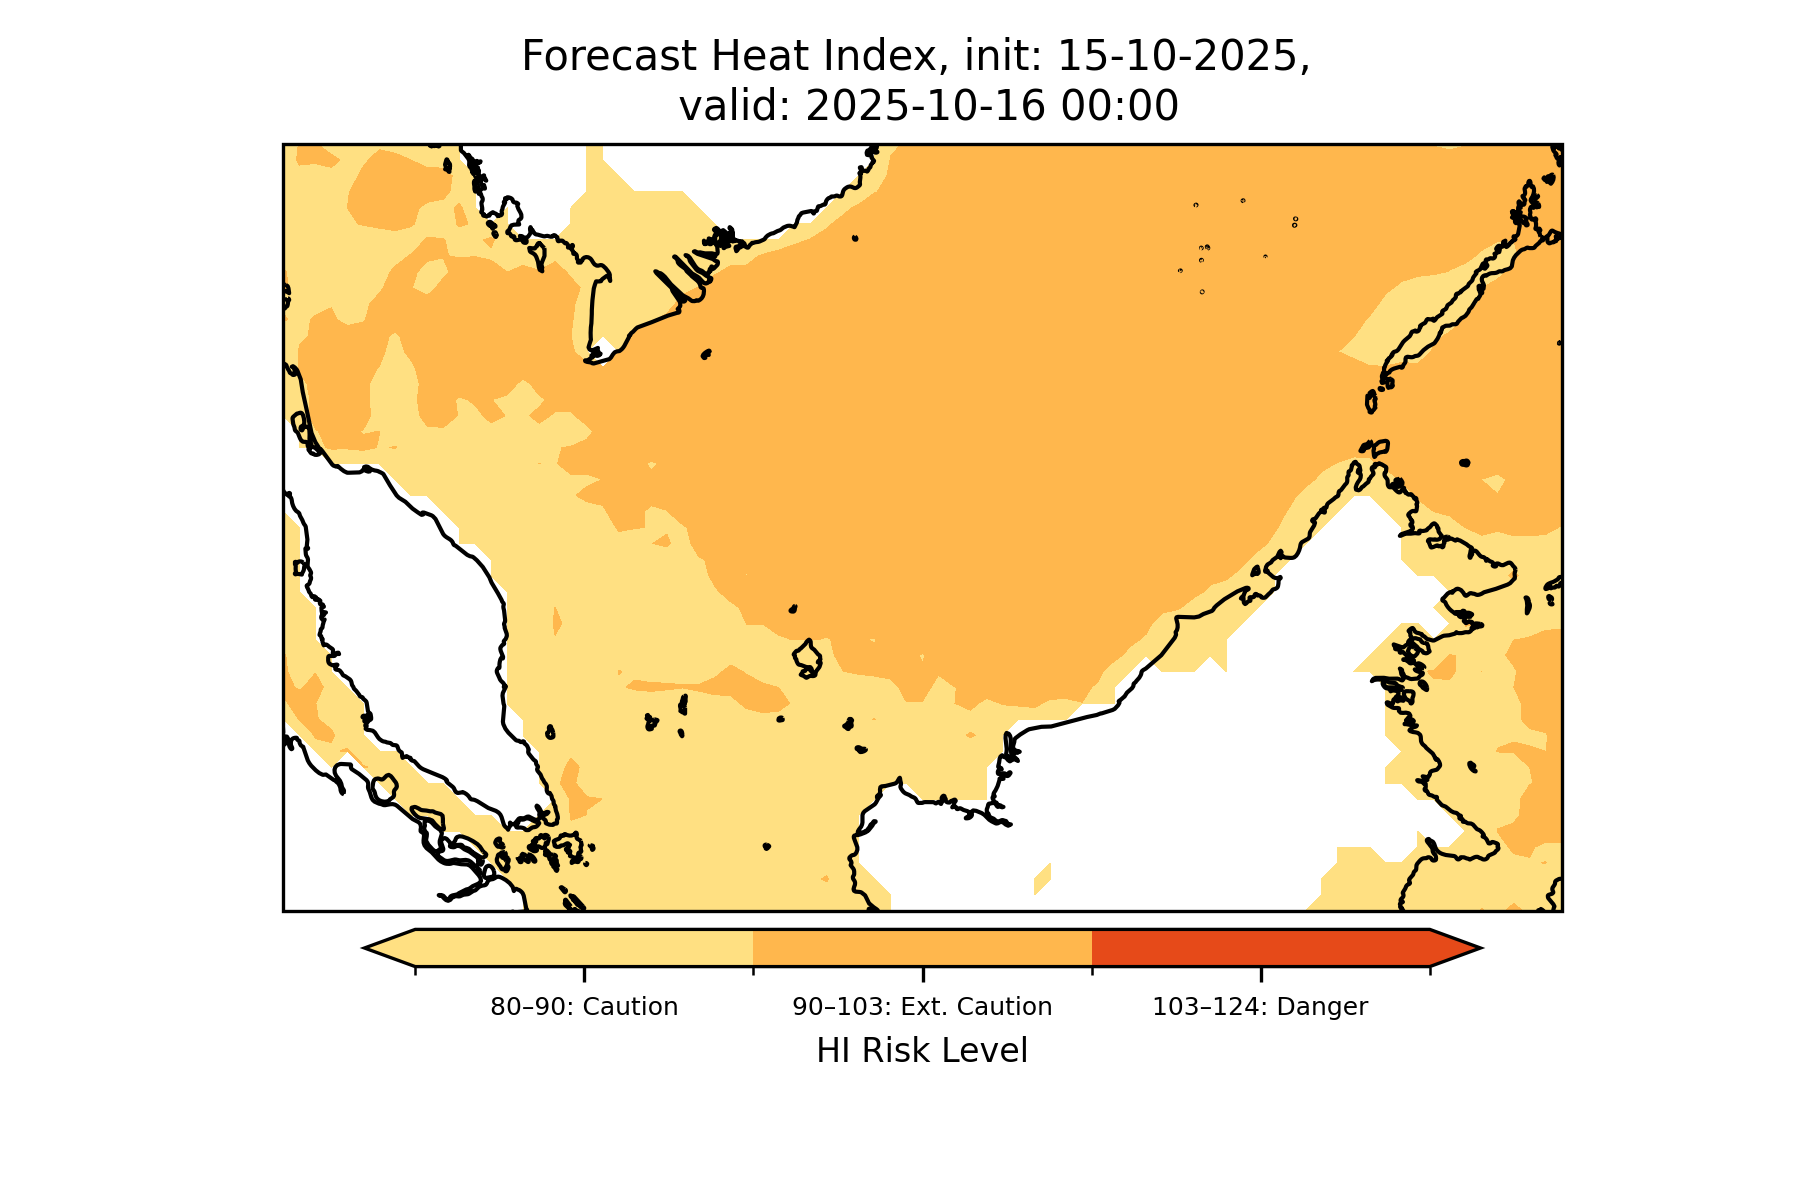 Forecast Heat Index, init: 15-10-2025,
valid: 2025-10-16 00:00
80–90: Caution
90–103: Ext. Caution
103–124: Danger
HI Risk Level